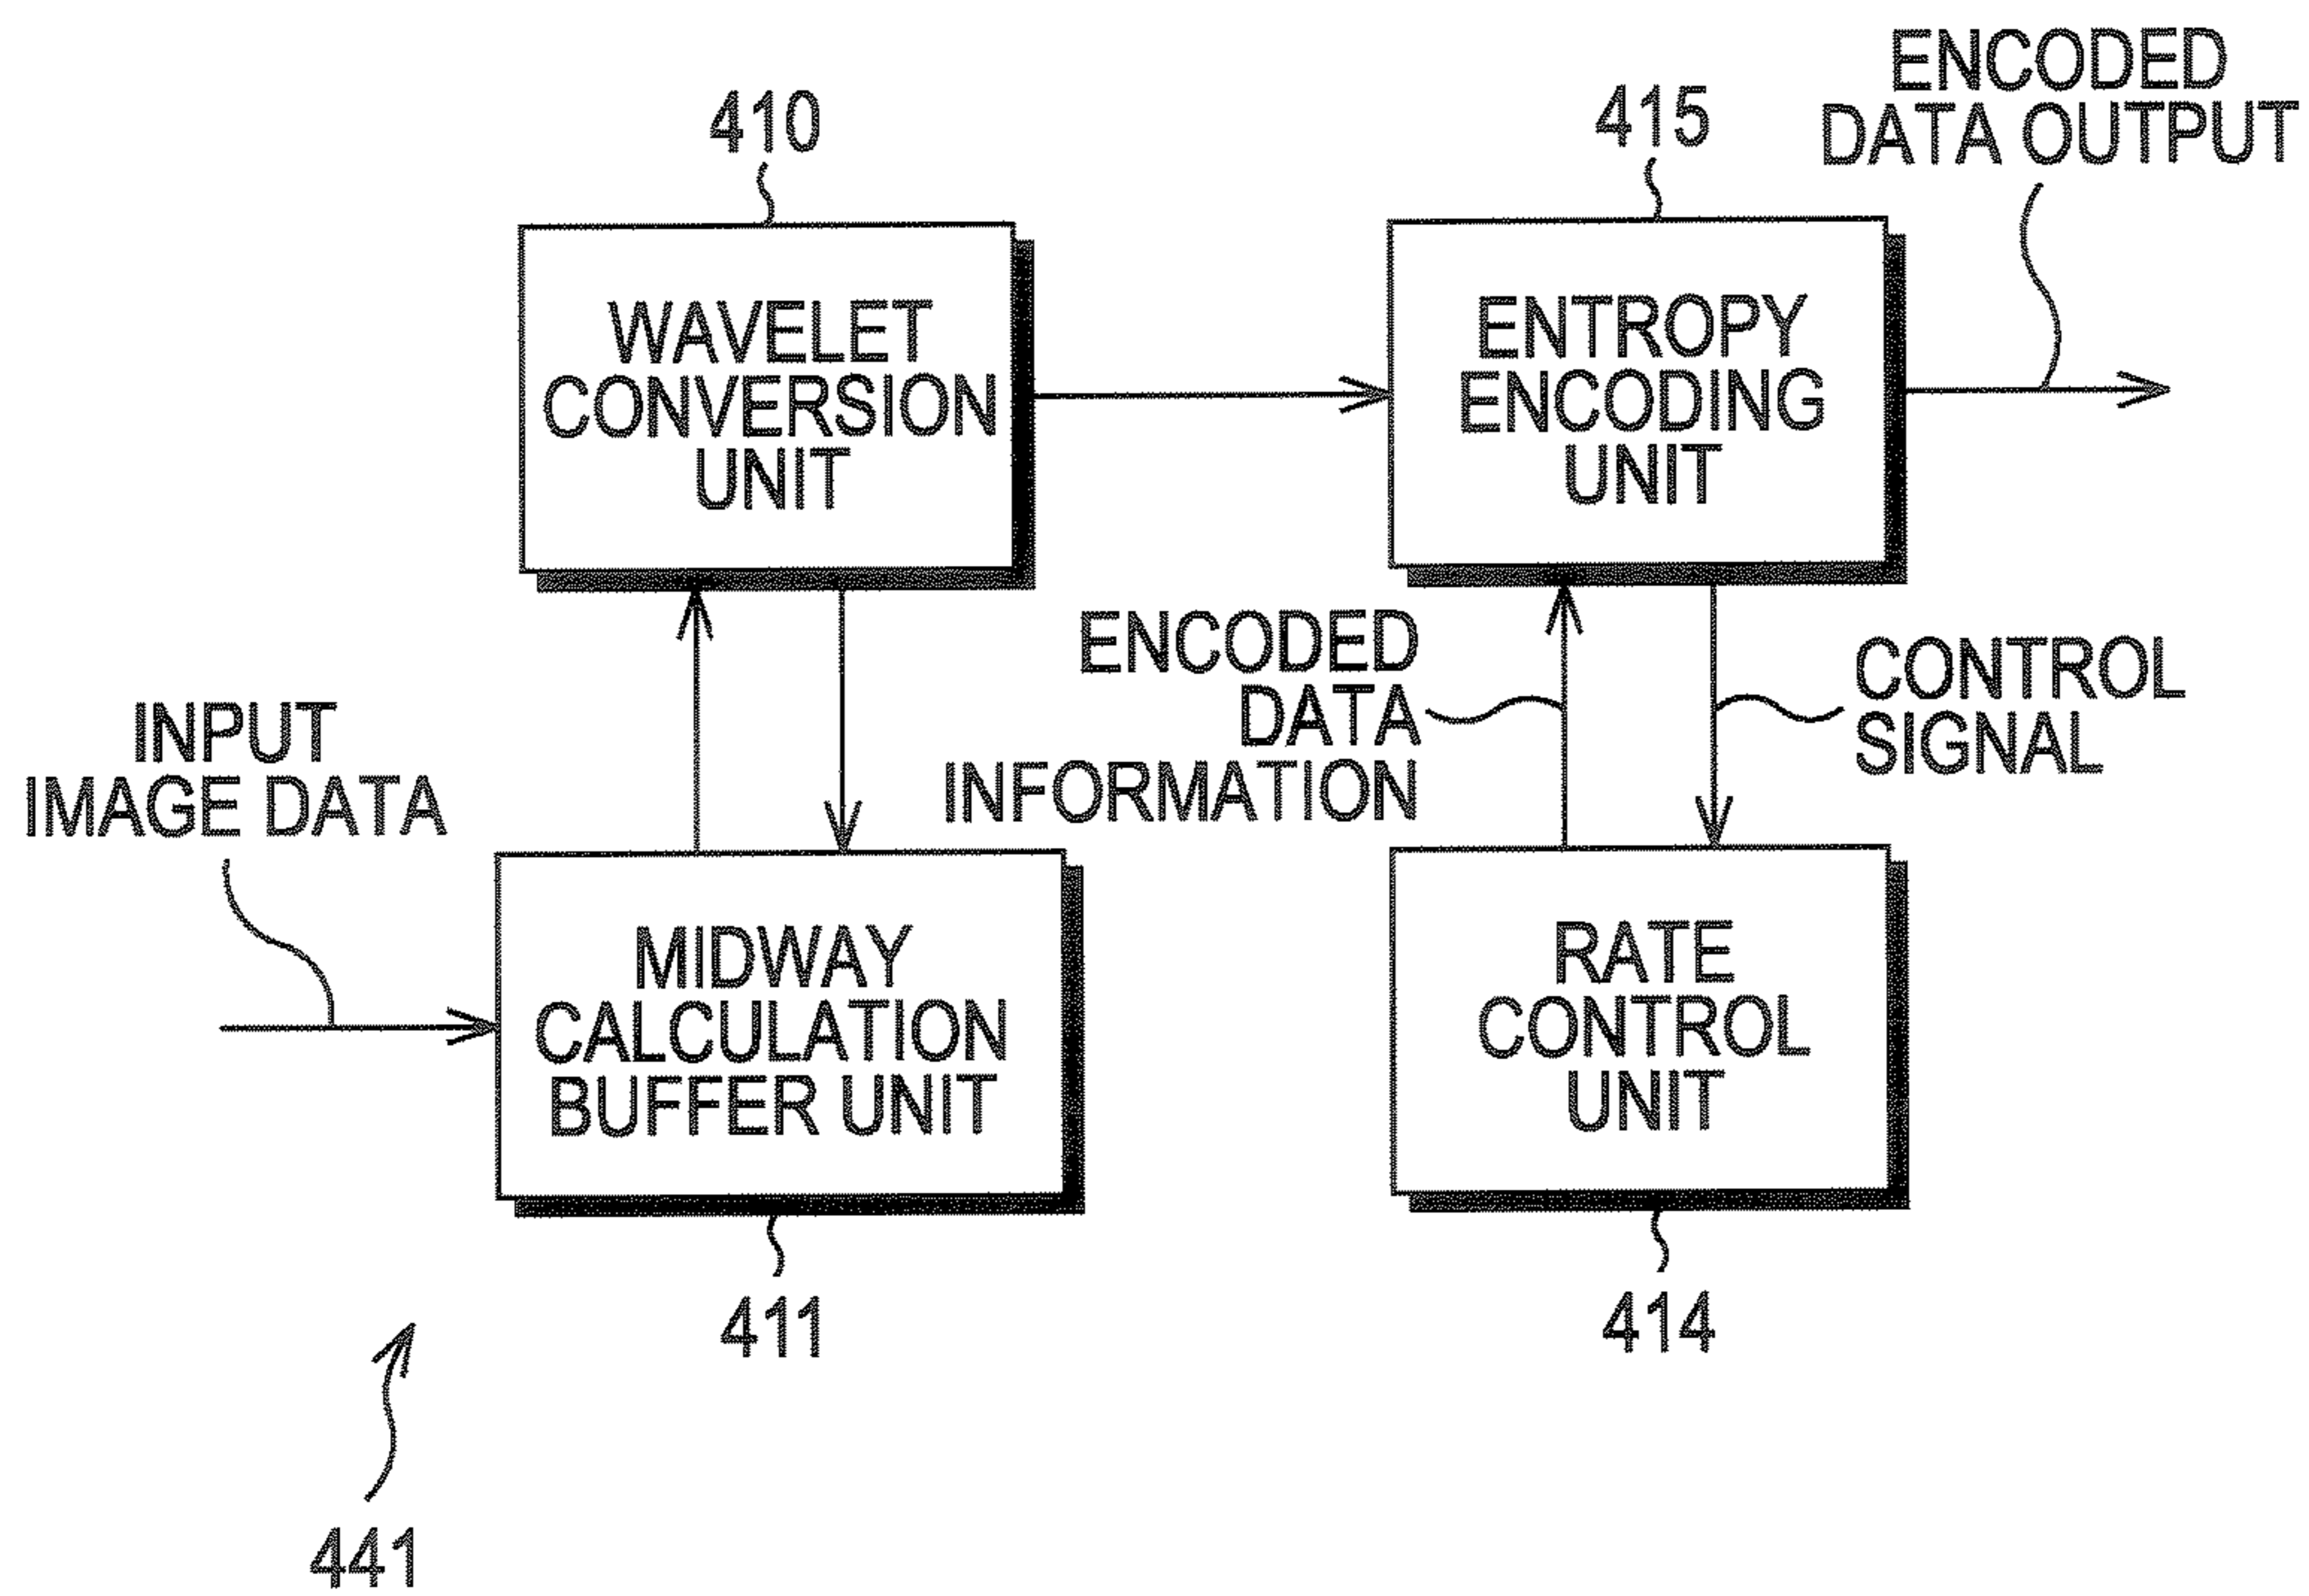 ENCODED
DATA OUTPUT
410
415
WAVELET
CONVERSION
UNIT
ENTROPY
ENCODING
UNIT
ENCODED
DATA
INFORMATION
CONTROL
SIGNAL
INPUT
IMAGE DATA
MIDWAY
CALCULATION
BUFFER UNIT
RATE
CONTROL
UNIT
411
414
441